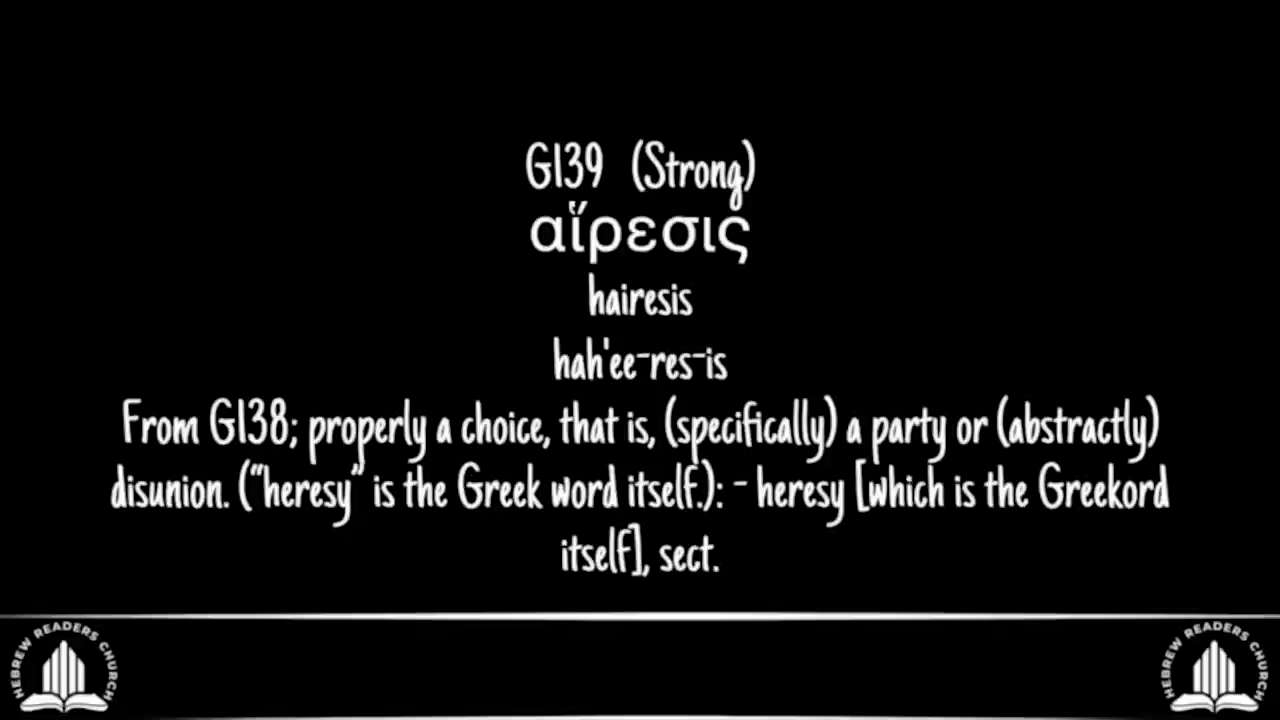 G139 (Strong)
αἵρεσις
hairesis
hah'ee-res-is
From G138; properly a choice, that is, (specifically) a party or (abstractly)
disunion. ("heresy" is the Greek word itself.): - heresy [which is the Greekord
itself], sect.
HEBREW READERS CHURCH
HEBREW READERS CHURCH